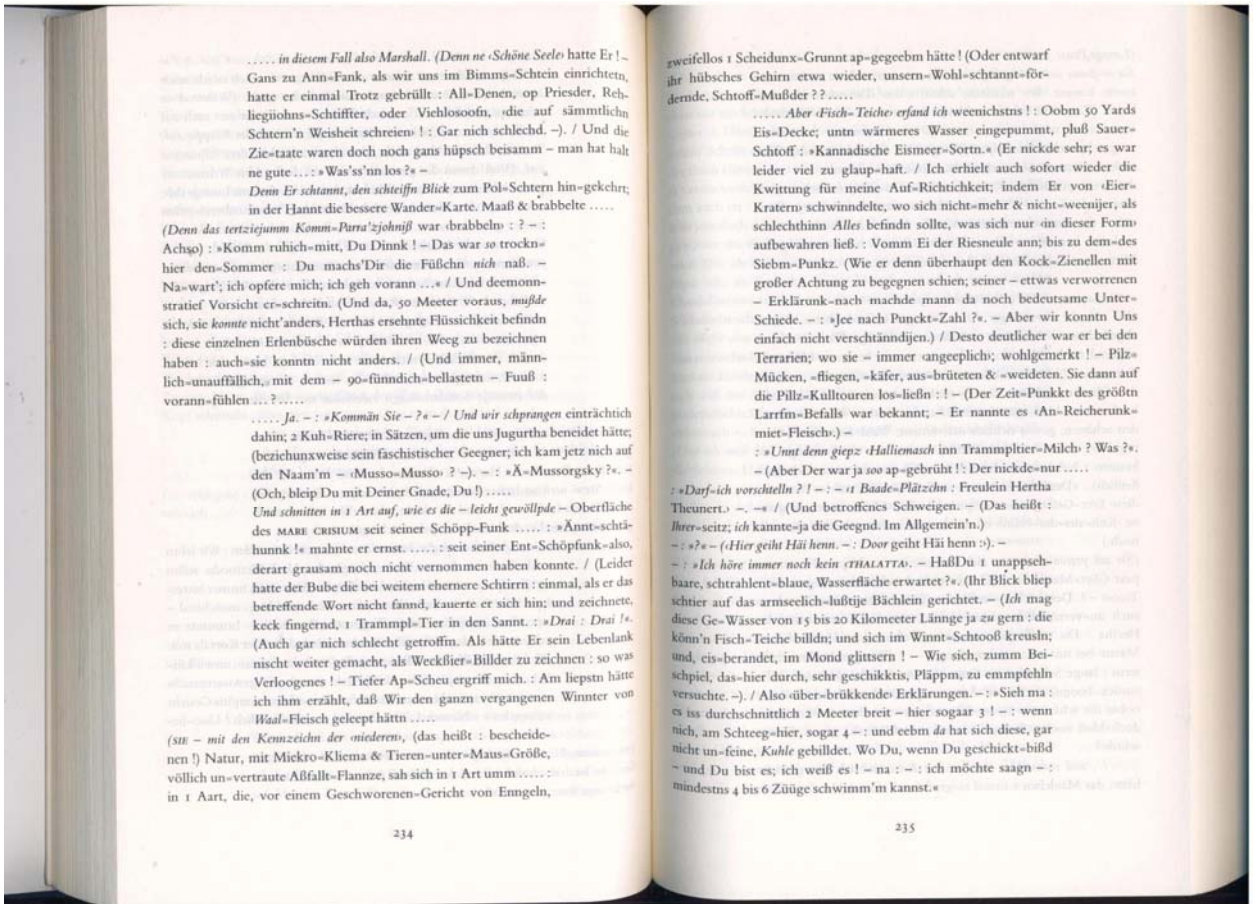 ..... in diesem Fall also Marshall. (Denn ne ‹Schöne Seele› hatte Er ! –
Gans zu Ann=Fank, als wir uns im Bimms=Schtein einrichtetn,
hatte er einmal Trotz gebrüllt : All=Denen, op Priesder, Reh=
liegiiohns=Schtiffter, oder Viehlosoofn, ‹die auf sämmtlichn
Schtern'n Weisheit schreien› ! : Gar nich schlechd. –). / Und die
Zie=taate waren doch noch gans hüpsch beisamm – man hat halt
ne gute ... : »Was'ss'nn los ?« –
Denn Er schtannt, den schteiffn Blick zum Pol=Schtern hin=gekehrt;
in der Hannt die bessere Wander=Karte. Maaß & brabbelte .....
(Denn das tertziejumm Komm=Parra'zjohniß war ‹brabbeln› : ? – :
Achso) : »Komm ruhich=mitt, Du Dinnk ! – Das war so trockn=
hier den=Sommer : Du machs'Dir die Füßchn nich naß. –
Na=wart'; ich opfere mich; ich geh vorann ...« / Und deemonn=
stratief Vorsicht er=schreitn. (Und da, 50 Meeter voraus, mußde
sich, sie konnte nicht'anders, Herthas ersehnte Flüssichkeit befindn
: diese einzelnen Erlenbüsche würden ihren Weeg zu bezeichnen
haben : auch=sie konntn nicht anders. / (Und immer, männ=
lich=unauffällich, mit dem – 90=fünndich=bellastetn – Fuuß :
vorann=fühlen ... ? .....
..... Ja. – : »Kommän Sie – ?« – / Und wir schprangen einträchtich
dahin; 2 Kuh=Riere; in Sätzen, um die uns Jugurtha beneidet hätte;
(beziehunxweise sein faschistischer Geegner; ich kam jetz nich auf
den Naam'm – ‹Musso=Musso› ? –). – : »Ä=Mussorgsky ?«. –
(Och, bleip Du mit Deiner Gnade, Du !) .....
Und schnitten in 1 Art auf, wie es die – leicht gewöllpde – Oberfläche
des MARE CRISIUM seit seiner Schöpp=Funk ..... : »Ännt=schtä=
hunnk !« mahnte er ernst. ..... : seit seiner Ent=Schöpfunk=also,
derart grausam noch nicht vernommen haben konnte. / (Leider
hatte der Bube die bei weitem ehernere Schtirn : einmal, als er das
betreffende Wort nicht fannd, kauerte er sich hin; und zeichnete,
keck fingernd, 1 Trammpl=Tier in den Sannt. : »Drai : Drai !«.
(Auch gar nich schlecht getroffm. Als hätte Er sein Lebenlank
nischt weiter gemacht, als Weckßier=Billder zu zeichnen : so was
Verloogenes ! – Tiefer Ap=Scheu ergriff mich. : Am liepstn hätte
ich ihm erzählt, daß Wir den ganzn vergangenen Winnter von
Waal=Fleisch geleept hättn .....
(SIE – mit den Kennzeichn der ‹niederen›, (das heißt : bescheide=
nen !) Natur, mit Miekro=Kliema & Tieren=unter=Maus=Größe,
völlich un=vertraute Aßfallt=Flannze, sah sich in 1 Art umm ..... :
in 1 Aart, die, vor einem Geschworenen=Gericht von Enngeln,
234
zweifellos 1 Scheidunx=Grunnt ap=gegeebm hätte ! (Oder entwarf
ihr hübsches Gehirn etwa wieder, unsern=Wohl=schtannt=för=
dernde, Schtoff=Mußder ? ? .....
..... Aber ‹Fisch=Teiche› erfand ich weenichstns ! : Oobm 50 Yards
Eis=Decke; untn wärmeres Wasser eingepummt, pluß Sauer=
Schtoff : »Kannadische Eismeer=Sortn.« (Er nickde sehr; es war
leider viel zu glaup=haft. / Ich erhielt auch sofort wieder die
Kwittung für meine Auf=Richtichkeit; indem Er von ‹Eier=
Kratern› schwinndelte, wo sich nicht=mehr & nicht=weenijer, als
schlechthinn Alles befindn sollte, was sich nur ‹in dieser Form›
aufbewahren ließ. : Vomm Ei der Riesneule ann; bis zu dem=des
Siebm=Punkz. (Wie er denn überhaupt den Kock=Zienellen mit
großer Achtung zu begegnen schien; seiner – ettwas verworrenen
– Erklärunk=nach machde mann da noch bedeutsame Unter=
Schiede. – : »Jee nach Punckt=Zahl ?«. – Aber wir konntn Uns
einfach nicht verschtänndijen.) / Desto deutlicher war er bei den
Terrarien; wo sie – immer ‹angeeplich›; wohlgemerkt ! – Pilz=
Mücken, =fliegen, =käfer, aus=brüteten & =weideten. Sie dann auf
die Pillz=Kulltouren los=ließn : ! – (Der Zeit=Punkkt des größtn
Larrfm=Befalls war bekannt; – Er nannte es ‹An=Reicherunk=
miet=Fleisch›.) –
: »Unnt denn giepz ‹Halliemasch inn Trammpltier=Milch› ? Was ?«.
– (Aber Der war ja soo ap=gebrüht ! : Der nickde=nur .....
: »Darf=ich vorschtelln ? ! – : – ‹1 Baade=Plätzchn : Freulein Hertha
Theunert.› –. –« / (Und betroffenes Schweigen. – (Das heißt :
Ihrer=seitz; ich kannte=ja die Geegnd. Im Allgemein'n.)
– : »?« – (‹Hier geiht Häi henn. – : Door geiht Häi henn :›). –
– : »Ich höre immer noch kein ‹THALATTA›. – HaßDu 1 unappseh=
baare, schtrahlent=blaue, Wasserfläche erwartet ?«. (Ihr Blick bliep
schtier auf das armseelich=lußtije Bächlein gerichtet. – (Ich mag
diese Ge=Wässer von 15 bis 20 Kilomeeter Länge ja zu gern : die
könn'n Fisch=Teiche billdn; und sich im Winnt=Schtooß kreusln;
und, eis=berandet, im Mond glittsern ! – Wie sich, zumm Bei=
schpiel, das=hier durch, sehr geschikktis, Pläppm, zu emmpfehln
versuchte. –). / Also ‹über=brükkende› Erklärungen. – : »Sieh ma :
es iss durchschnittlich 2 Meeter breit – hier sogaar 3 ! – : wenn
nich, am Schteeg=hier, sogar 4 – : und eebm da hat sich diese, gar
nicht un=feine, Kuhle gebilldet. Wo Du, wenn Du geschickt=bißd
– und Du bist es; ich weiß es ! – na : – : ich möchte saagn – :
mindestns 4 bis 6 Züüge schwimm'm kannst.«
235